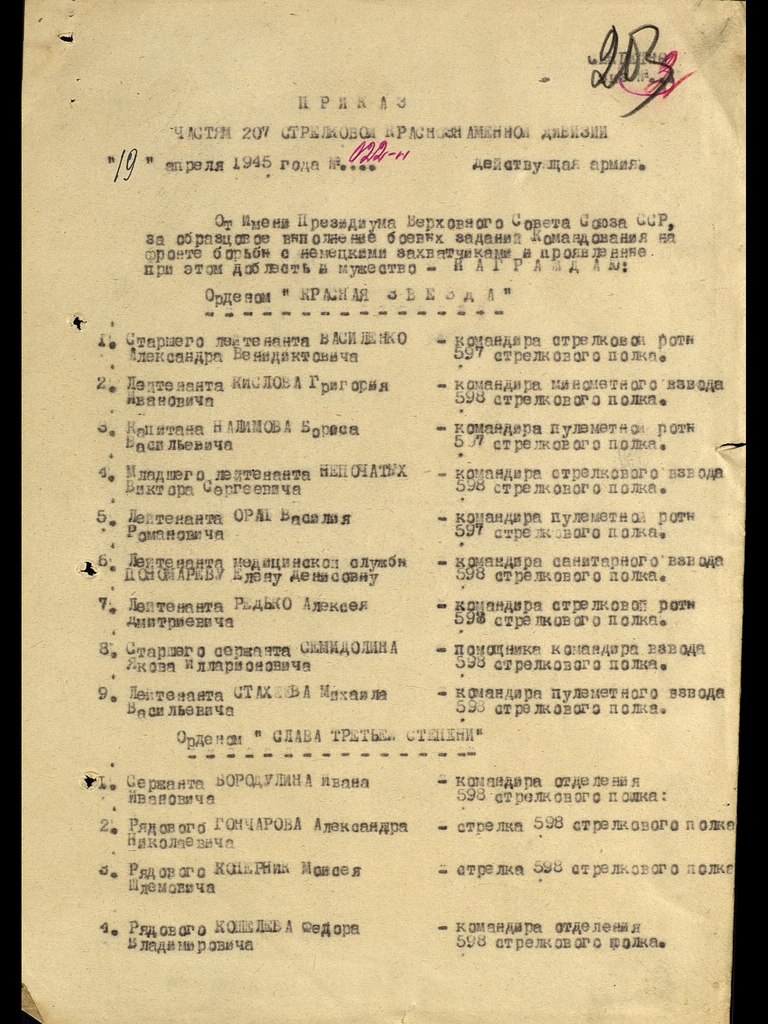 203
ПРИКАЗ
ЧАСТЯМ 207 СТРЕЛКОВОЙ КРАСНОЗНАМЕННОЙ ДИВИЗИИ
"19" апреля 1945 года №.022-н Действующая армия.
От Имени Президиума Верховного Совета Союза ССР,
за образцовое выполнение боевых заданий Командования на
фронте борьбы с немецкими захватчиками и проявленные
при этом доблесть и мужество – Н А Г Р А Ж Д А Ю:
Орденом " КРАСНАЯ З В Е З Д А "
1. Старшего лейтенанта ВАСИЛЕНКО – командира стрелковой роты
Александра Венидиктовича 597 стрелкового полка.
2. Лейтенанта КИСЛОВА Григория – командира минометного взвода
Ивановича 598 стрелкового полка.
3. Капитана НАЛИМОВА Бориса – командира пулеметной роты
Васильевича 597 стрелкового полка.
4. Младшего лейтенанта НЕПОЧАТЫХ – командира стрелкового взвода
Виктора Сергеевича 598 стрелкового полка.
5. Лейтенанта Василия – командира пулеметной роты
Романовича 597 стрелкового полка.
6. Лейтенанта медицинской службы – командира санитарного взвода
ПОНОМАРЕВУ Елену Денисовну 598 стрелкового полка.
7. Лейтенанта РЕДЬКО Алексея – командира стрелковой роты
Дмитриевича 598 стрелкового полка.
8. Старшего сержанта СЕМИДОЛИНА – помощника командира взвода
Якова Илларионовича 598 стрелкового полка.
9. Лейтенанта СТАХЕЕВА Михаила – командира пулеметного взвода
Васильевича 598 стрелкового полка.
Орденом " СЛАВА ТРЕТЬЕЙ СТЕПЕНИ"
1. Сержанта БОРОДУЛИНА Ивана – командира отделения
Ивановича 598 стрелкового полка:
2. Рядового ГОНЧАРОВА Александра – стрелка 598 стрелкового полка
Николаевича
3. Рядового КОПЕРНИК Моисея – стрелка 598 стрелкового полка
Шлемовича
4. Рядового КОШЕЛЕВА Федора – командира отделения
Владимировича 598 стрелкового полка.